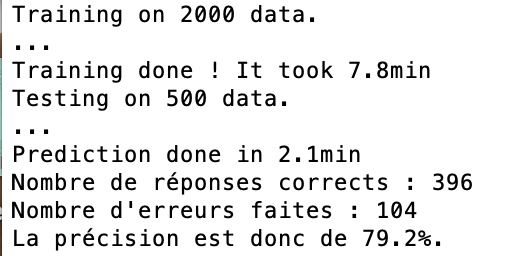 Training on 2000 data.
...
Training done ! It took 7.8min
Testing on 500 data.
...
Prediction done in 2.1min
Nombre de réponses corrects : 396
Nombre d'erreurs faites : 104
La précision est donc de 79.2%.